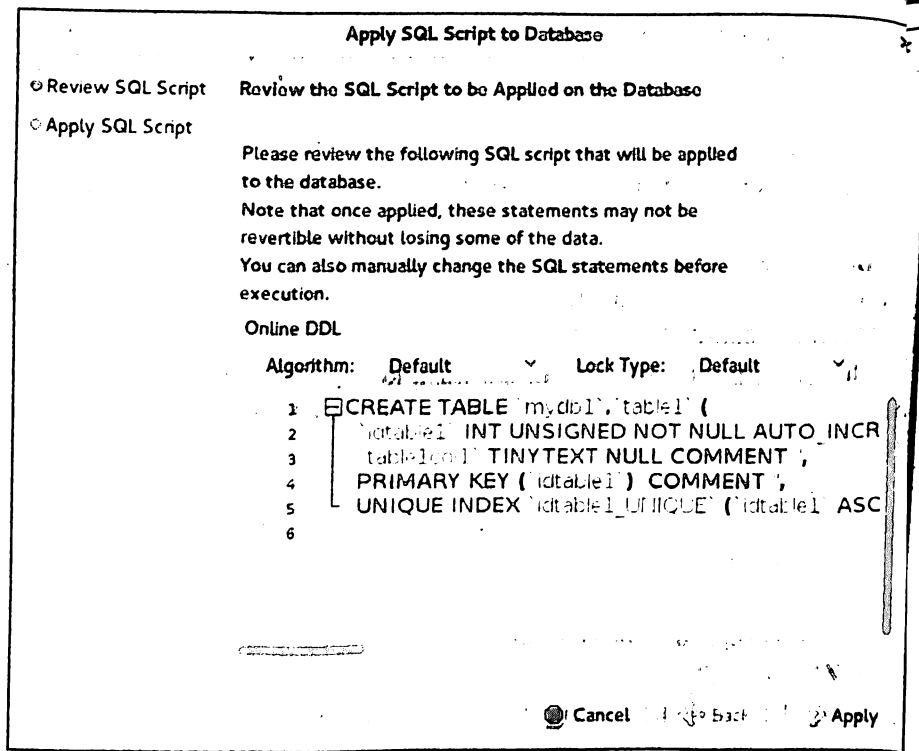 Apply SQL Script to Database
Review SQL Script
Apply SQL Script
Review the SQL Script to be Applied on the Database
Please review the following SQL script that will be applied
to the database.
Note that once applied, these statements may not be
revertible without losing some of the data.
You can also manually change the SQL statements before
execution.
Online DDL
Algorithm: Default Lock Type: Default
1 CREATE TABLE `mydb1`.`table1` (
2 `idtable1` INT UNSIGNED NOT NULL AUTO_INCR
3 `table1col1` TINYTEXT NULL COMMENT '',
4 PRIMARY KEY (`idtable1`) COMMENT '',
5 UNIQUE INDEX `idtable1_UNIQUE` (`idtable1` ASC
6
Cancel Back Apply